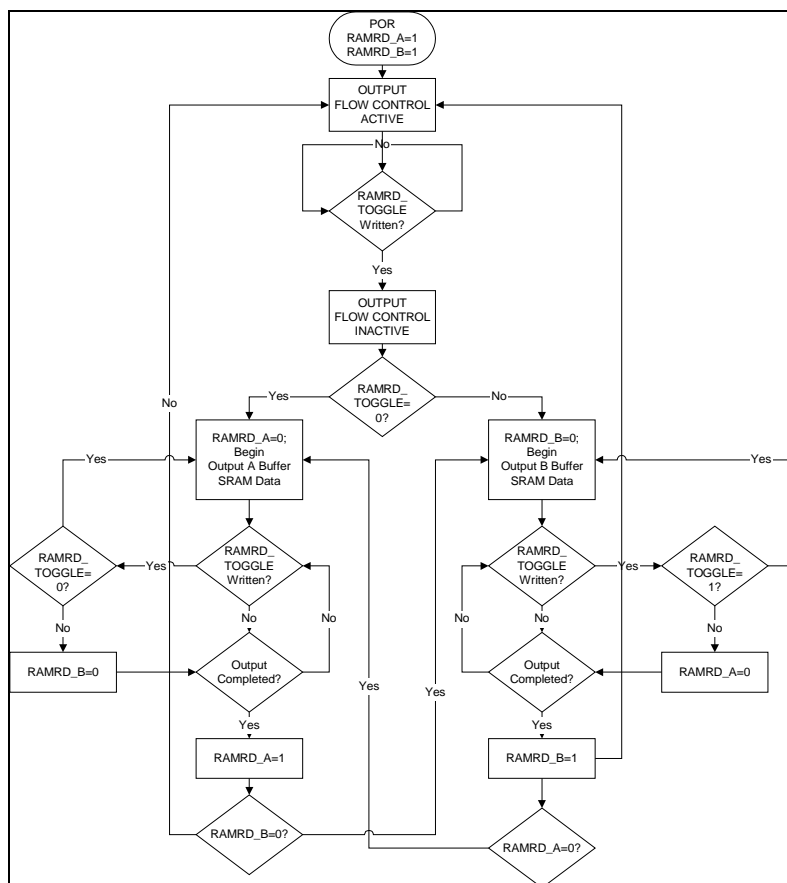 POR
RAMRD_A=1
RAMRD_B=1
OUTPUT
FLOW CONTROL
ACTIVE
No
RAMRD_
TOGGLE
Written?
Yes
OUTPUT
FLOW CONTROL
INACTIVE
No
RAMRD_
TOGGLE=
0?
Yes
No
RAMRD_A=0;
Begin
Output A Buffer
SRAM Data
RAMRD_B=0;
Begin
Output B Buffer
SRAM Data
Yes
Yes
RAMRD_
TOGGLE=
0?
Yes
RAMRD_
TOGGLE
Written?
RAMRD_
TOGGLE
Written?
Yes
RAMRD_
TOGGLE=
1?
No
No
No
No
No
No
RAMRD_B=0
Output
Completed?
Yes
Yes
Output
Completed?
RAMRD_A=0
Yes
Yes
RAMRD_A=1
RAMRD_B=1
RAMRD_B=0?
RAMRD_A=0?